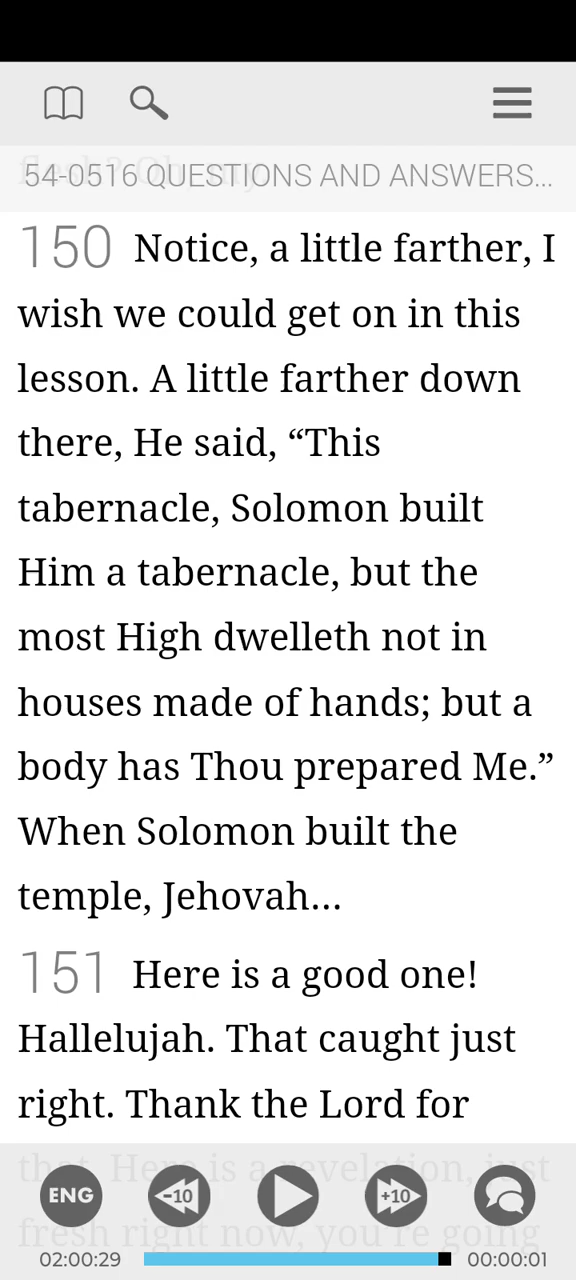 54-0516 QUESTIONS AND ANSWERS...
150 Notice, a little farther, I
wish we could get on in this
lesson. A little farther down
there, He said, “This
tabernacle, Solomon built
Him a tabernacle, but the
most High dwelleth not in
houses made of hands; but a
body has Thou prepared Me.”
When Solomon built the
temple, Jehovah...
151 Here is a good one!
Hallelujah. That caught just
right. Thank the Lord for
that. Here is a revelation, just
fresh right now, you’re going
ENG -10 +10
02:00:29 00:00:01